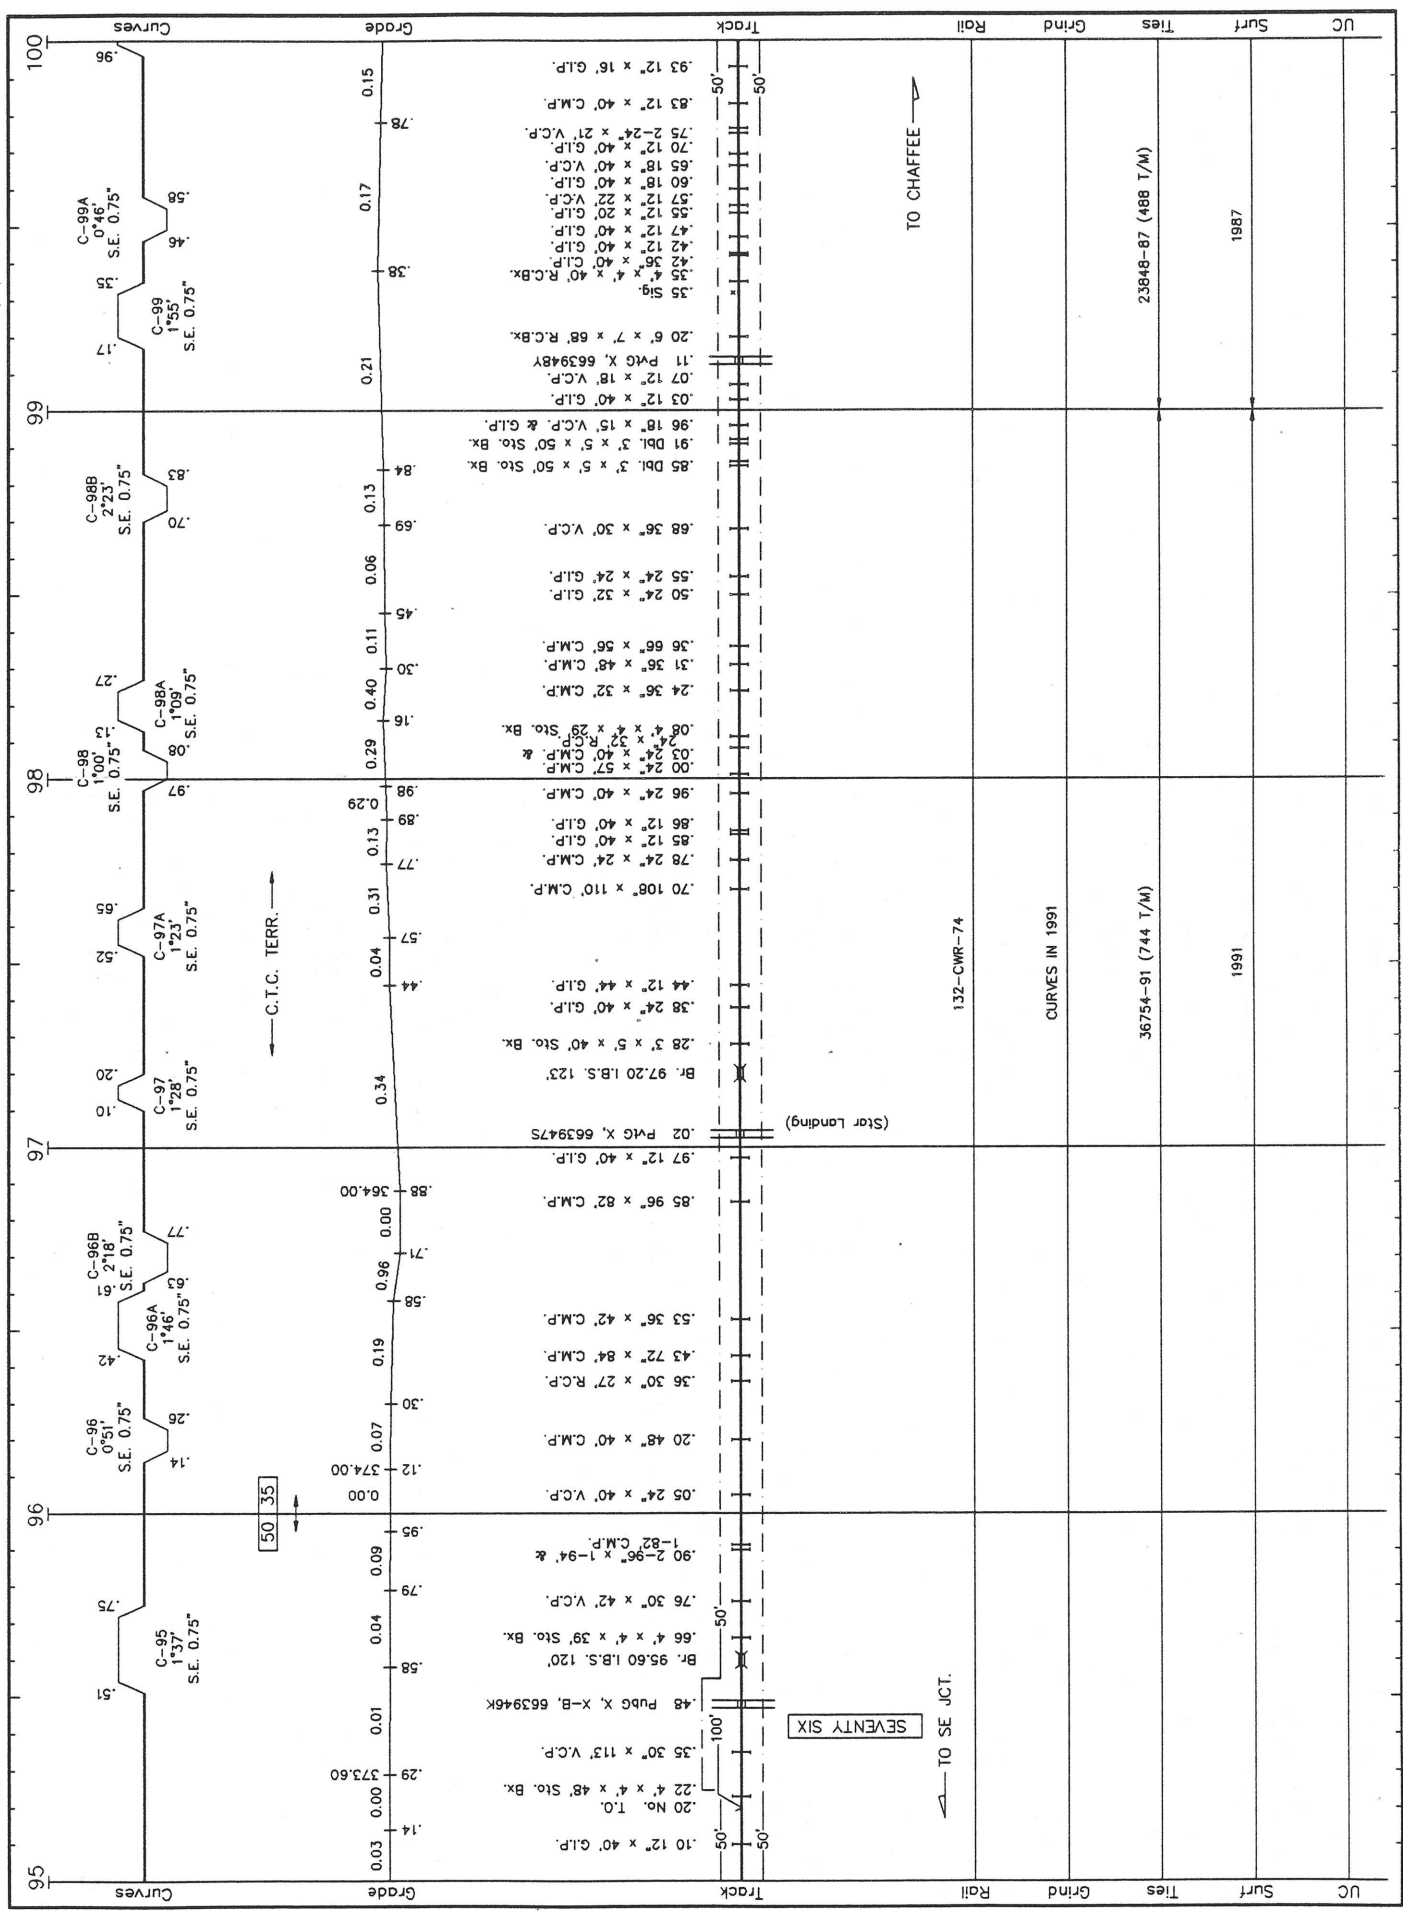 Curves
Grade
Track
Rail
Grind
Ties
Surf
UC
100
.96
0.15
.93 12" x 16' G.I.P.
50'
50'
.83 12" x 40' C.M.P.
.78
TO CHAFFEE
.75 2-24" x 21' V.C.P.
.70 12" x 40' G.I.P.
.65 18" x 40' V.C.P.
.60 18" x 40' G.I.P.
.57 12" x 22' V.C.P.
.55 12" x 20' G.I.P.
.47 12" x 40' G.I.P.
.42 12" x 40' G.I.P.
.42 36" x 40' C.I.P.
.35 4' x 4' x 40' R.C.Bx.
.35 Sig.
0.17
.58
C-99A
0°46'
S.E. 0.75"
.46
.38
23848-87 (488 T/M)
1987
.35
C-99
1°55'
S.E. 0.75"
.17
0.21
.20 6' x 7' x 68' R.C.Bx.
.11 PvtG X, 663948Y
.07 12" x 18' V.C.P.
.03 12" x 40' G.I.P.
99
.96 18" x 15' V.C.P. & G.I.P.
.91 Dbl. 3' x 5' x 50' Sto. Bx.
.85 Dbl. 3' x 5' x 50' Sto. Bx.
.84
.83
C-98B
2°23'
S.E. 0.75"
.70
0.13
.69
.68 36" x 30' V.C.P.
0.06
.55 24" x 24' G.I.P.
.50 24" x 32' G.I.P.
.45
0.11
.36 66" x 56' C.M.P.
.31 36" x 48' C.M.P.
.30
.27
C-98A
1°09'
S.E. 0.75"
.13
0.40
.24 36" x 32' C.M.P.
.16
.08 4' x 4' x 29' Sto. Bx.
24" x 32' R.C.P.
.03 24" x 40' C.M.P. &
.00 24" x 57' C.M.P.
0.29
.08
C-98
1°00'
S.E. 0.75"
.97
98
.98
0.29
.96 24" x 40' C.M.P.
.89
.86 12" x 40' G.I.P.
.85 12" x 40' G.I.P.
0.13
.78 24" x 24' C.M.P.
.77
.70 108" x 110' C.M.P.
0.31
.65
C-97A
1°23'
S.E. 0.75"
.52
C.T.C. TERR.
.57
0.04
.44
.44 12" x 44' G.I.P.
.38 24" x 40' G.I.P.
132-CWR-74
CURVES IN 1991
36754-91 (744 T/M)
1991
.28 3' x 5' x 40' Sto. Bx.
Br. 97.20 I.B.S. 123'
.20
C-97
1°28'
S.E. 0.75"
.10
0.34
.02 PvtG X, 663947S
(Star Landing)
97
.97 12" x 40' G.I.P.
.88
364.00
.85 96" x 82' C.M.P.
0.00
.77
C-96B
2°18'
S.E. 0.75"
.63
.71
0.96
.58
.61
C-96A
1°46'
S.E. 0.75"
.42
.53 36" x 42' C.M.P.
0.19
.43 72" x 84' C.M.P.
.36 30" x 27' R.C.P.
.30
.26
C-96
0°51'
S.E. 0.75"
.14
0.07
.20 48" x 40' C.M.P.
.12
374.00
0.00
.05 24" x 40' V.C.P.
50 35
96
.95
0.09
1-82' C.M.P.
.90 2-96" x 1-94' &
.79
.76 30" x 42' V.C.P.
50'
.75
C-95
1°37'
S.E. 0.75"
.51
0.04
.66 4' x 4' x 39' Sto. Bx.
Br. 95.60 I.B.S. 120'
.58
.48 PubG X, X-B, 663946K
0.01
100'
SEVENTY SIX
TO SE JCT.
.35 30" x 113' V.C.P.
.29
373.60
.22 4' x 4' x 48' Sto. Bx.
.20 No. T.O.
0.00
.14
.10 12" x 40' G.I.P.
50'
50'
0.03
95
Curves
Grade
Track
Rail
Grind
Ties
Surf
UC